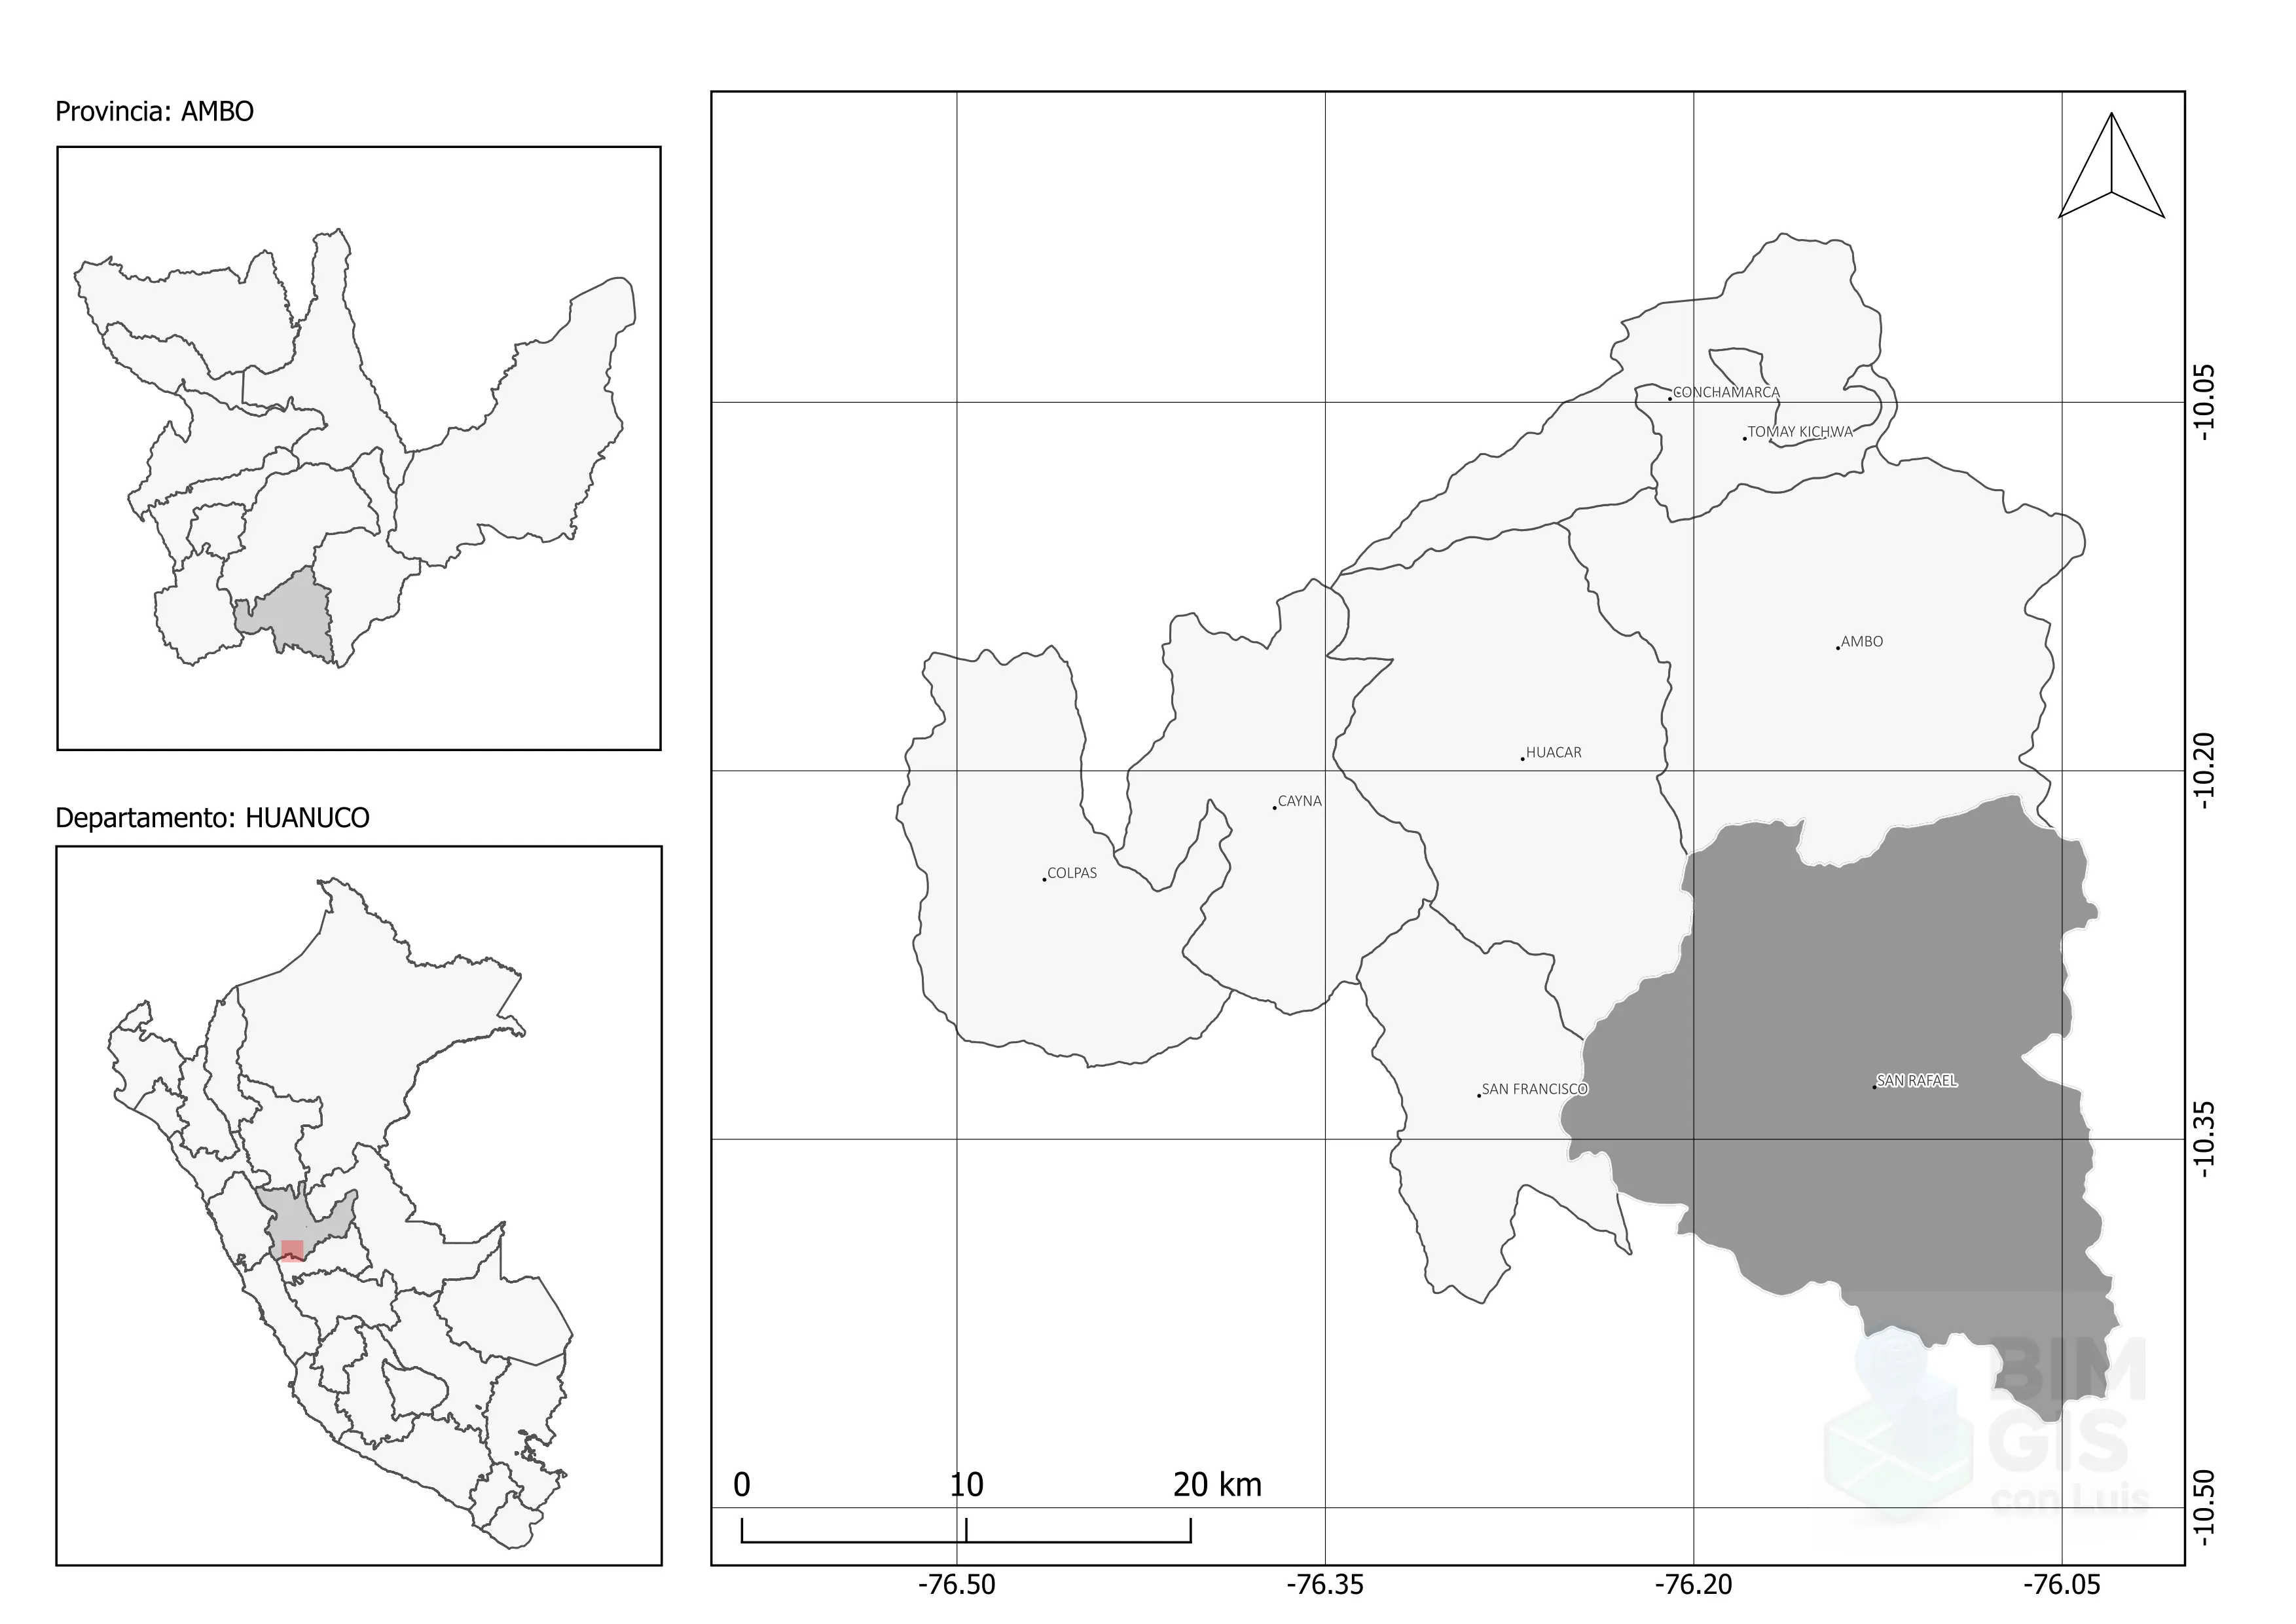 Provincia: AMBO
Departamento: HUANUCO
CONCHAMARCA
TOMAY KICHWA
AMBO
HUACAR
CAYNA
COLPAS
SAN RAFAEL
SAN FRANCISCO
0 10 20 km
-76.50 -76.35 -76.20 -76.05
-10.05
-10.20
-10.35
-10.50
BIM
GIS
con Luis